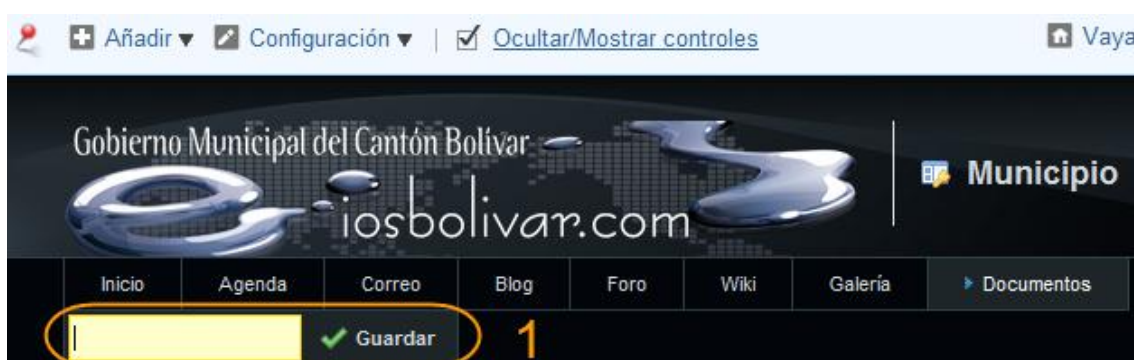 Añadir ▼ Configuración ▼ | Ocultar/Mostrar controles Vaya
Gobierno Municipal del Cantón Bolívar
e-iosbolivar.com
Municipio
Inicio Agenda Correo Blog Foro Wiki Galería Documentos
Guardar 1